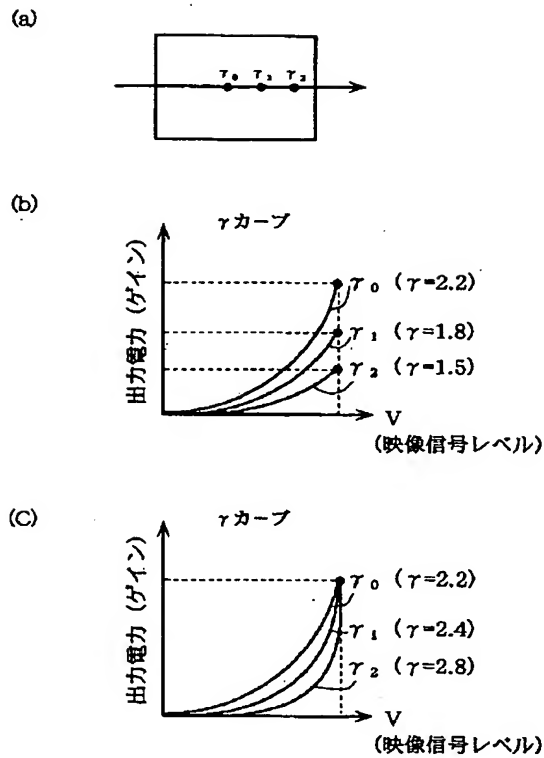 (a)
γ₀ γ₁ γ₂
(b)
γカーブ
出力電力 (ゲイン)
γ₀ (γ=2.2)
γ₁ (γ=1.8)
γ₂ (γ=1.5)
V
(映像信号レベル)
(C)
γカーブ
出力電力 (ゲイン)
γ₀ (γ=2.2)
γ₁ (γ=2.4)
γ₂ (γ=2.8)
V
(映像信号レベル)